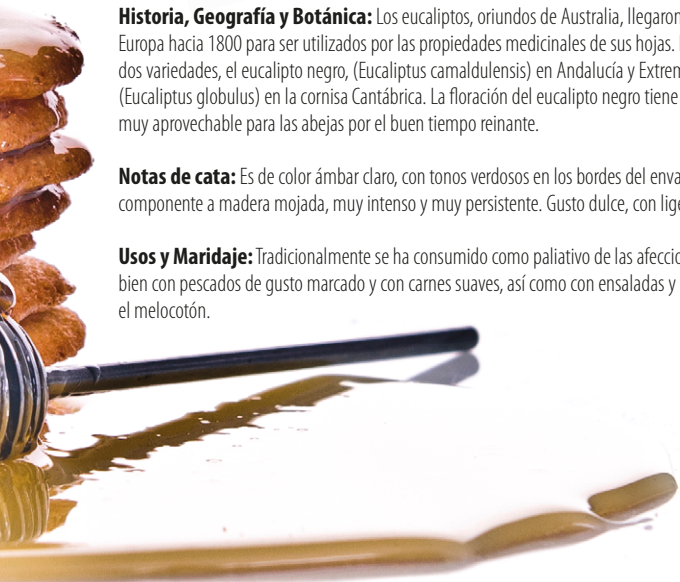 Historia, Geografía y Botánica: Los eucaliptos, oriundos de Australia, llegaron
Europa hacia 1800 para ser utilizados por las propiedades medicinales de sus hojas.
dos variedades, el eucalipto negro, (Eucaliptus camaldulensis) en Andalucía y
(Eucaliptus globulus) en la cornisa Cantábrica. La floración del eucalipto negro tiene
muy aprovechable para las abejas por el buen tiempo reinante.
Notas de cata: Es de color ámbar claro, con tonos verdosos en los bordes del
componente a madera mojada, muy intenso y muy persistente. Gusto dulce, con
Usos y Maridaje: Tradicionalmente se ha consumido como paliativo de las
bien con pescados de gusto marcado y con carnes suaves, así como con ensaladas y
el melocotón.